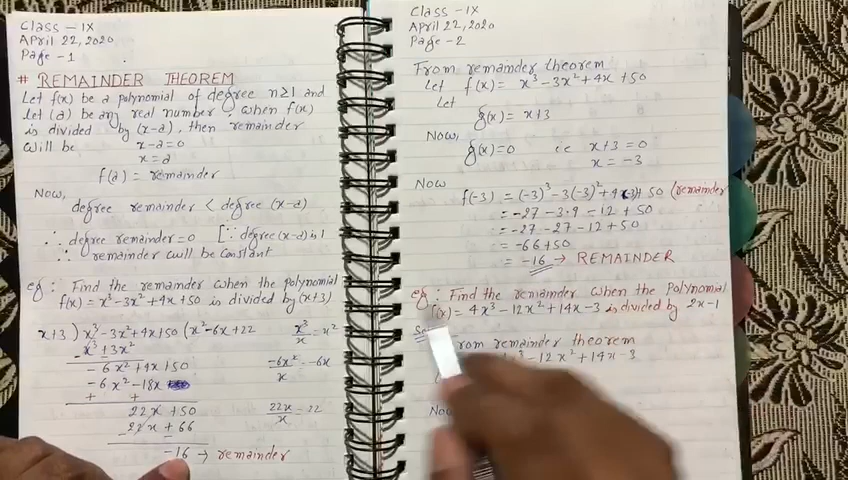 Class - IX
April 22, 2020
Page - 1
# REMAINDER THEOREM
Let f(x) be a polynomial of degree n≥1 and
let (a) be any real number, when f(x)
is divided by (x-a), then remainder
will be x-a=0
x=a
f(a) = remainder
Now,
degree remainder < degree (x-a)
∴ degree remainder = 0 [∵ degree (x-a) is 1
∴ remainder will be Constant
eg: Find the remainder when the polynomial
f(x) = x³-3x²+4x+50 is divided by (x+3)
x+3 ) x³-3x²+4x+50 ( x²-6x+22 x³/x = x²
- x³+3x²
-6x²+4x+50 -6x²/x = -6x
-6x²-18x
+ +
22x+50 22x/x = 22
- 22x+66
-16 → remainder
Class - IX
April 22, 2020
Page - 2
From remainder theorem
Let f(x) = x³-3x²+4x+50
Let
g(x) = x+3
Now,
g(x)=0 i.e x+3=0
x = -3
Now
f(-3) = (-3)³-3(-3)²+4(-3)+50 (remainder
= -27-3·9-12+50
= -27-27-12+50
= -66+50
= -16 → REMAINDER
eg: Find the remainder when the Polynomial
f(x)= 4x³-12x²+14x-3 is divided by 2x-1
From remainder theorem
x³-12x²+14x-3
Now